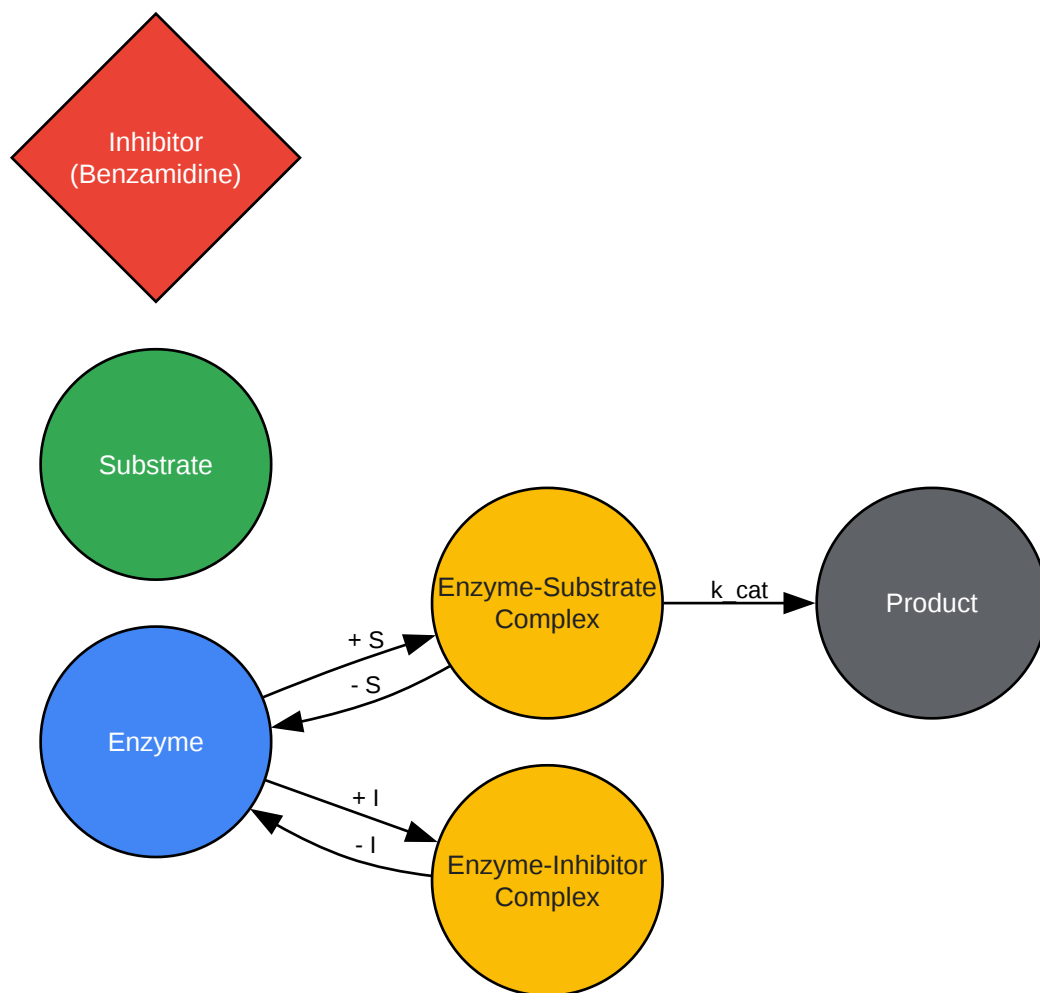 Inhibitor
(Benzamidine)
Substrate
Enzyme-Substrate
Complex
k_cat
Product
+ S
- S
Enzyme
+ I
- I
Enzyme-Inhibitor
Complex